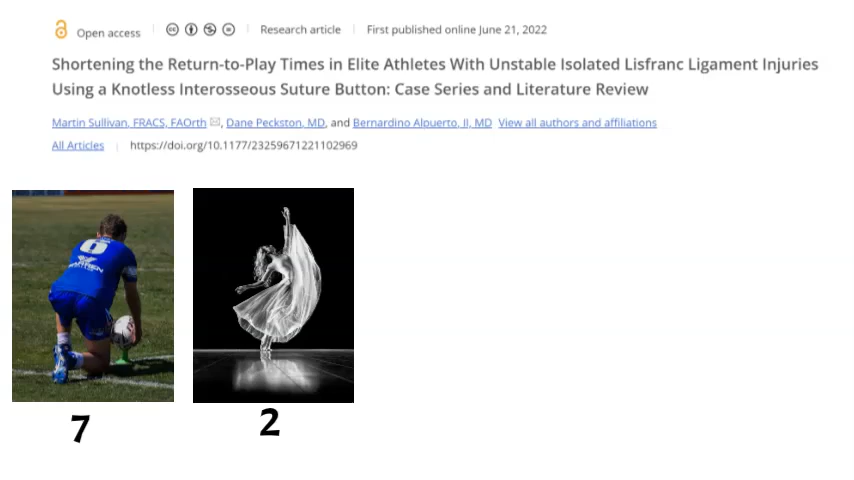 Open access | Research article | First published online June 21, 2022
Shortening the Return-to-Play Times in Elite Athletes With Unstable Isolated Lisfranc Ligament Injuries
Using a Knotless Interosseous Suture Button: Case Series and Literature Review
Martin Sullivan, FRACS, FAOrth, Dane Peckston, MD, and Bernardino Alpuerto, II, MD View all authors and affiliations
All Articles | https://doi.org/10.1177/23259671221102969
6
7
2